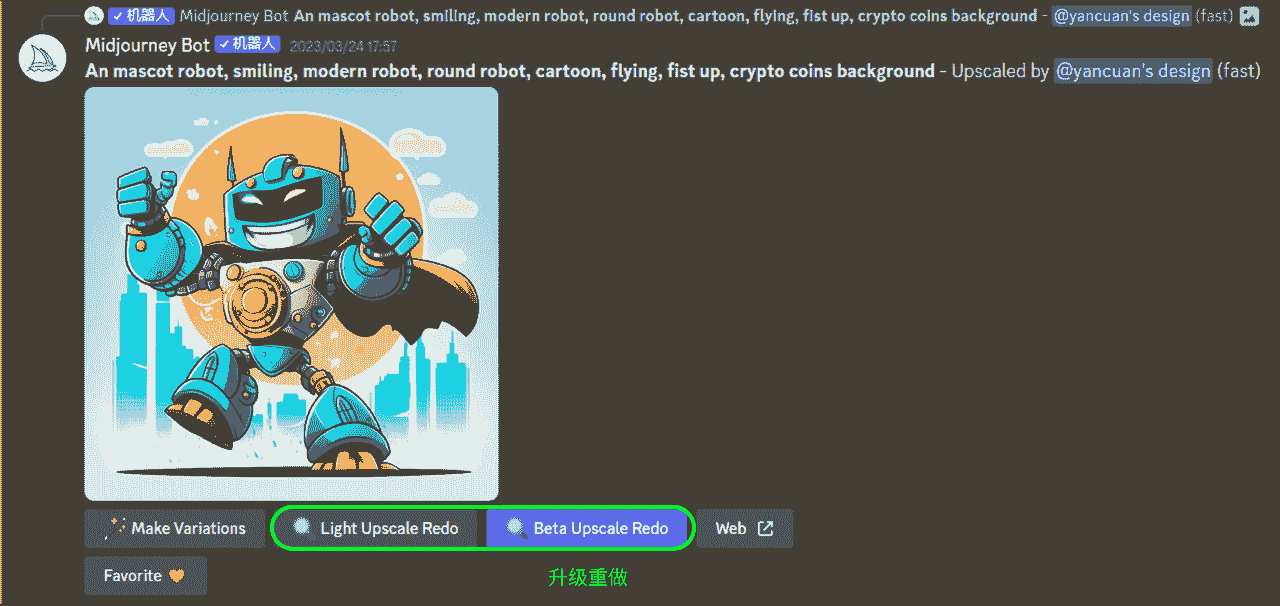 ✓机器人 Midjourney Bot An mascot robot, smiling, modern robot, round robot, cartoon, flying, fist up, crypto coins background - @yancuan's design (fast)
Midjourney Bot ✓机器人 2023/03/24 17:57
An mascot robot, smiling, modern robot, round robot, cartoon, flying, fist up, crypto coins background - Upscaled by @yancuan's design (fast)
Make Variations Light Upscale Redo Beta Upscale Redo Web
Favorite
升级重做